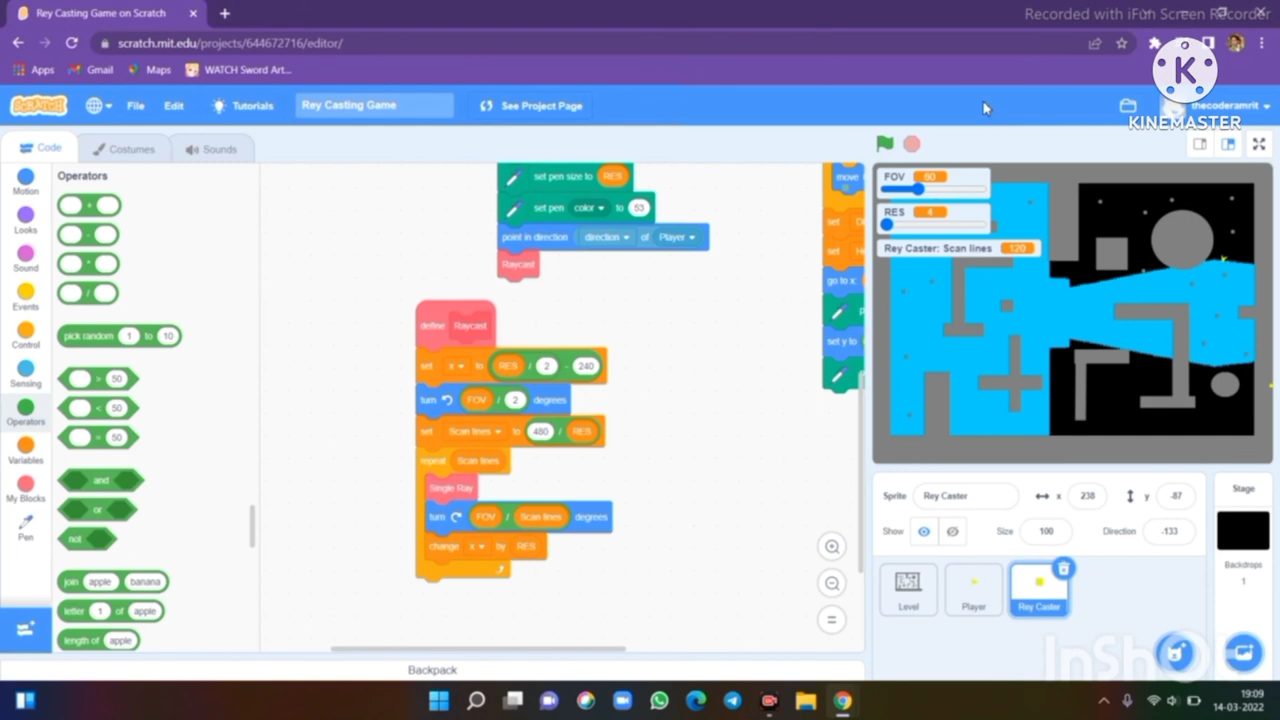 Rey Casting Game on Scratch
Recorded with iFun Screen Recorder
scratch.mit.edu/projects/644672716/editor/
Apps Gmail Maps WATCH Sword Art...
K
KINEMASTER
SCRATCH File Edit Tutorials Rey Casting Game See Project Page thecoderamrit
Code Costumes Sounds
Motion
Looks
Sound
Events
Control
Sensing
Operators
Variables
My Blocks
Pen
Operators
+
-
*
/
pick random 1 to 10
> 50
< 50
= 50
and
or
not
join apple banana
letter 1 of apple
length of apple
set pen size to RES
set pen color to 53
point in direction direction of Player
Raycast
define Raycast
set x to RES / 2 - 240
turn FOV / 2 degrees
set Scan lines to 480 / RES
repeat Scan lines
Single Ray
turn FOV / Scan lines degrees
change x by RES
move
set
set
go to x:
set y to
FOV 60
RES 4
Rey Caster: Scan lines 120
Sprite Rey Caster x 238 y -87
Show Size 100 Direction -133
Level
Player
Rey Caster
Stage
Backdrops
1
Backpack
InShOt
19:09
14-03-2022